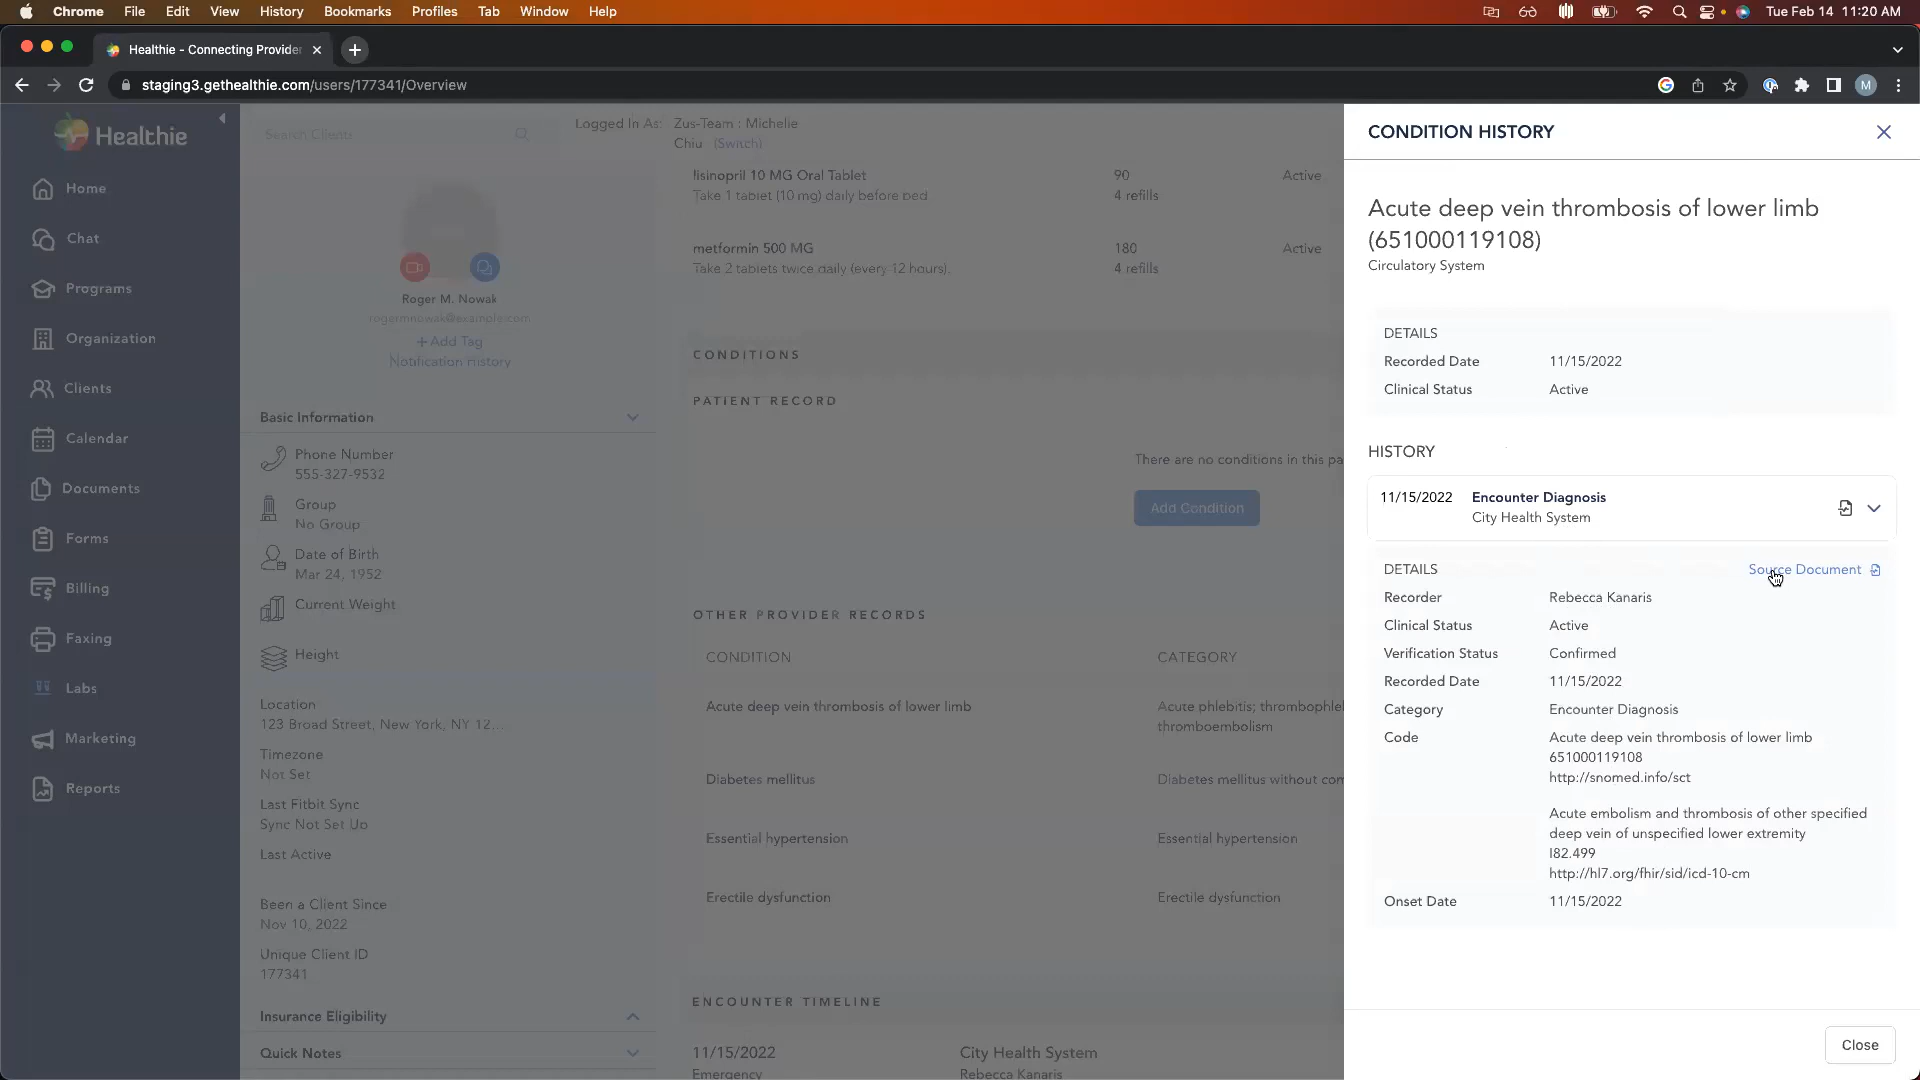 Chrome File Edit View History Bookmarks Profiles Tab Window Help Tue Feb 14 11:20 AM
Healthie - Connecting Provider
staging3.gethealthie.com/users/177341/Overview
M
Healthie
Home
Chat
Programs
Organization
Clients
Calendar
Documents
Forms
Billing
Faxing
Labs
Marketing
Reports
Search Clients
Logged In As: Zus-Team : Michelle
Chiu (Switch)
Roger M. Nowak
rogermnowak@example.com
+ Add Tag
Notification History
Basic Information
Phone Number
555-327-9532
Group
No Group
Date of Birth
Mar 24, 1952
Current Weight
Height
Location
123 Broad Street, New York, NY 12...
Timezone
Not Set
Last Fitbit Sync
Sync Not Set Up
Last Active
Been a Client Since
Nov 10, 2022
Unique Client ID
177341
Insurance Eligibility
Quick Notes
lisinopril 10 MG Oral Tablet 90 Active
Take 1 tablet (10 mg) daily before bed 4 refills
metformin 500 MG 180 Active
Take 2 tablets twice daily (every 12 hours). 4 refills
CONDITIONS
PATIENT RECORD
There are no conditions in this pa
Add Condition
OTHER PROVIDER RECORDS
CONDITION CATEGORY
Acute deep vein thrombosis of lower limb Acute phlebitis; thrombophle
thromboembolism
Diabetes mellitus Diabetes mellitus without com
Essential hypertension Essential hypertension
Erectile dysfunction Erectile dysfunction
ENCOUNTER TIMELINE
11/15/2022 City Health System
Emergency Rebecca Kanaris
CONDITION HISTORY
Acute deep vein thrombosis of lower limb
(651000119108)
Circulatory System
DETAILS
Recorded Date 11/15/2022
Clinical Status Active
HISTORY
11/15/2022 Encounter Diagnosis
City Health System
DETAILS Source Document
Recorder Rebecca Kanaris
Clinical Status Active
Verification Status Confirmed
Recorded Date 11/15/2022
Category Encounter Diagnosis
Code Acute deep vein thrombosis of lower limb
651000119108
http://snomed.info/sct
Acute embolism and thrombosis of other specified
deep vein of unspecified lower extremity
I82.499
http://hl7.org/fhir/sid/icd-10-cm
Onset Date 11/15/2022
Close